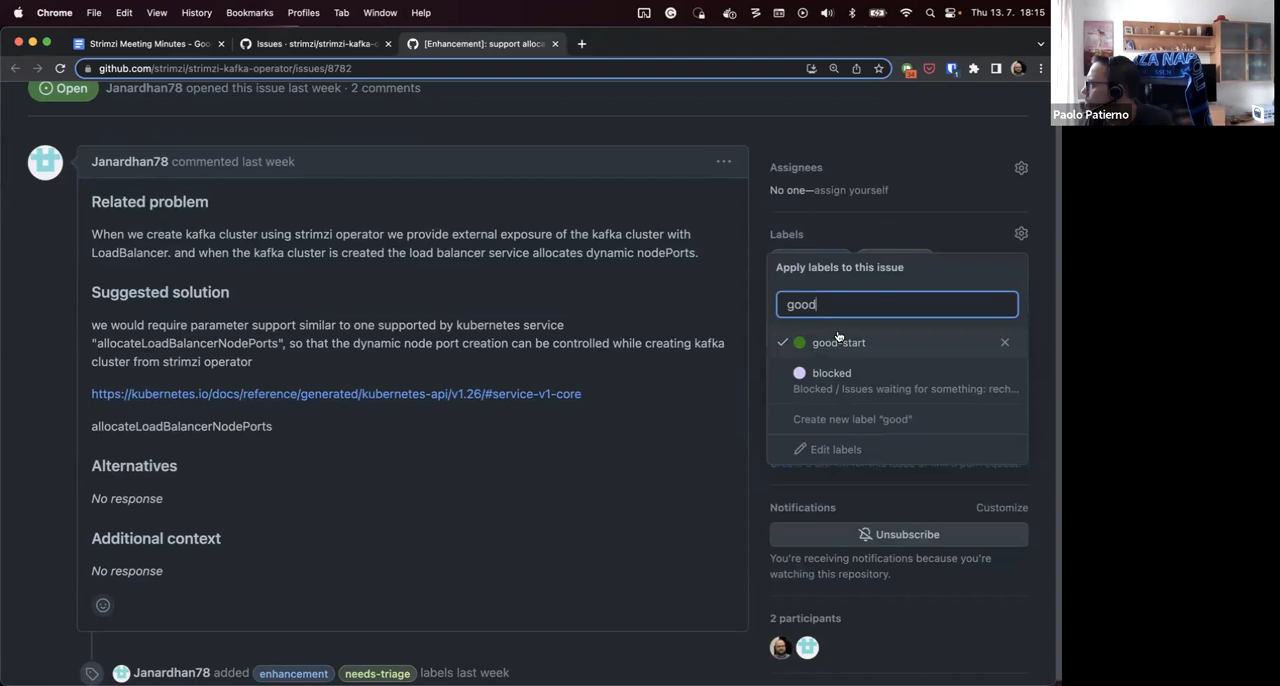 Chrome File Edit View History Bookmarks Profiles Tab Window Help Thu 13. 7. 18:15
Strimzi Meeting Minutes - Goo
Issues · strimzi/strimzi-kafka-o
[Enhancement]: support alloca
github.com/strimzi/strimzi-kafka-operator/issues/8782
Paolo Patierno
Open
Janardhan78 opened this issue last week · 2 comments
Janardhan78 commented last week
Related problem
When we create kafka cluster using strimzi operator we provide external exposure of the kafka cluster with
LoadBalancer. and when the kafka cluster is created the load balancer service allocates dynamic nodePorts.
Suggested solution
we would require parameter support similar to one supported by kubernetes service
"allocateLoadBalancerNodePorts", so that the dynamic node port creation can be controlled while creating kafka
cluster from strimzi operator
https://kubernetes.io/docs/reference/generated/kubernetes-api/v1.26/#service-v1-core
allocateLoadBalancerNodePorts
Alternatives
No response
Additional context
No response
Janardhan78 added enhancement needs-triage labels last week
Assignees
No one—assign yourself
Labels
Apply labels to this issue
good
good-start
blocked
Blocked / Issues waiting for something: rech...
Create new label "good"
Edit labels
Notifications
Customize
Unsubscribe
You're receiving notifications because you're
watching this repository.
2 participants